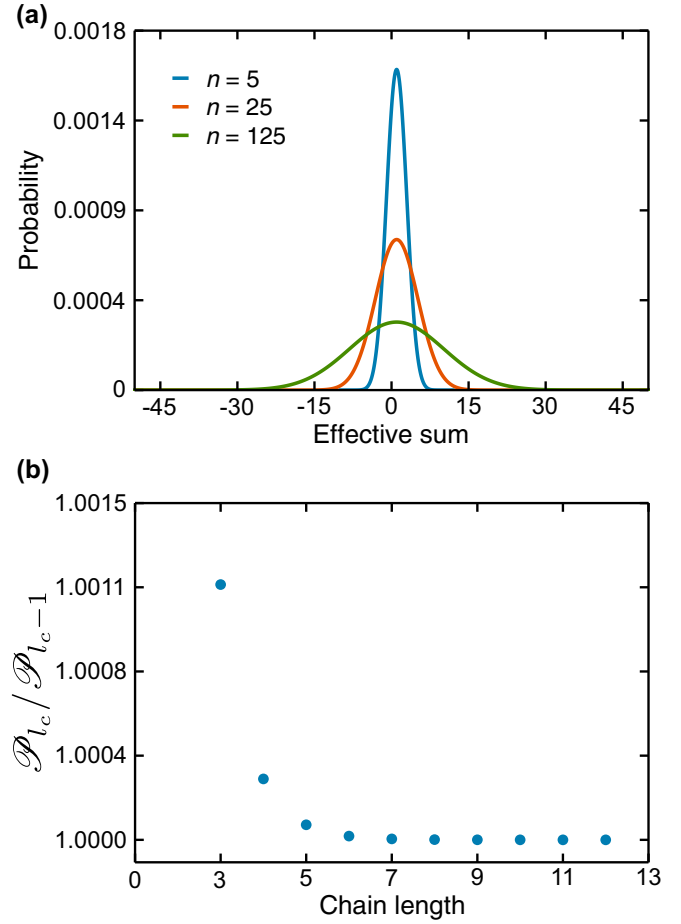 (a)
0.0018
0.0014
0.0009
0.0004
0
Probability
n = 5
n = 25
n = 125
-45 -30 -15 0 15 30 45
Effective sum
(b)
1.0015
1.0011
1.0008
1.0004
1.0000
𝒫lc / 𝒫lc−1
0 3 5 7 9 11 13
Chain length